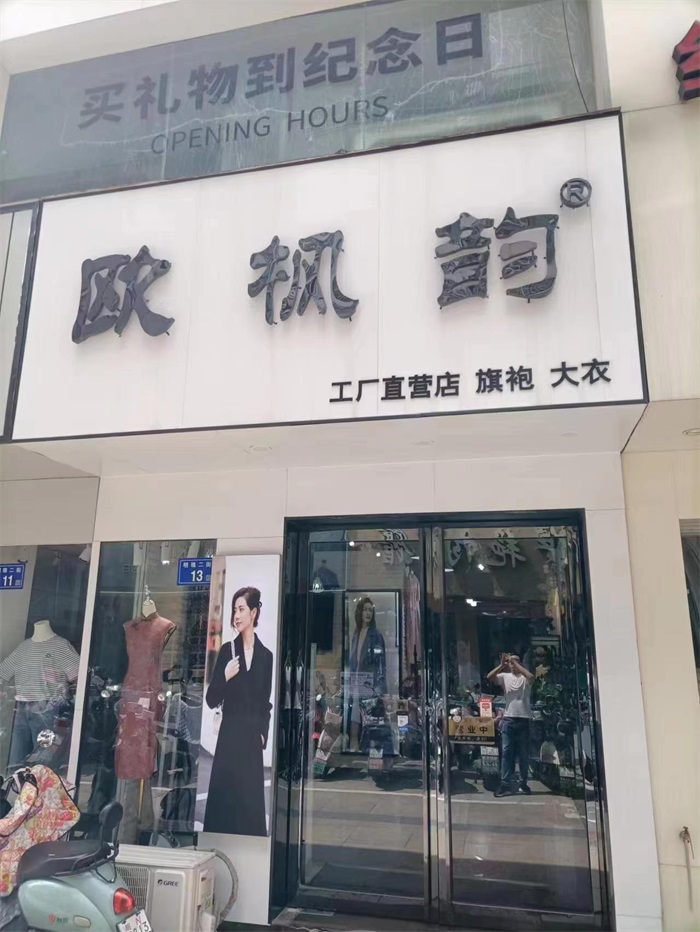 买礼物到纪念日
OPENING HOURS
欧枫韵®
工厂直营店 旗袍 大衣
11
13
营业中
GREE